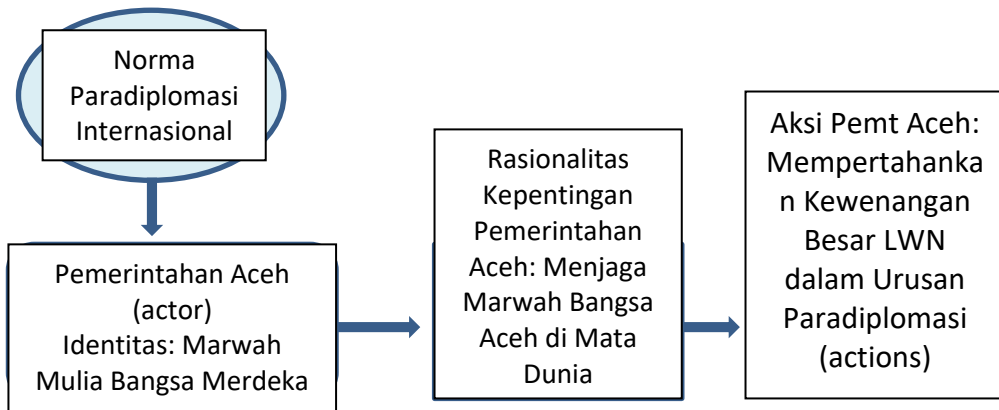 Norma
Paradiplomasi
Internasional
Pemerintahan Aceh
(actor)
Identitas: Marwah
Mulia Bangsa Merdeka
Rasionalitas
Kepentingan
Pemerintahan
Aceh: Menjaga
Marwah Bangsa
Aceh di Mata
Dunia
Aksi Pemt Aceh:
Mempertahanka
n Kewenangan
Besar LWN
dalam Urusan
Paradiplomasi
(actions)